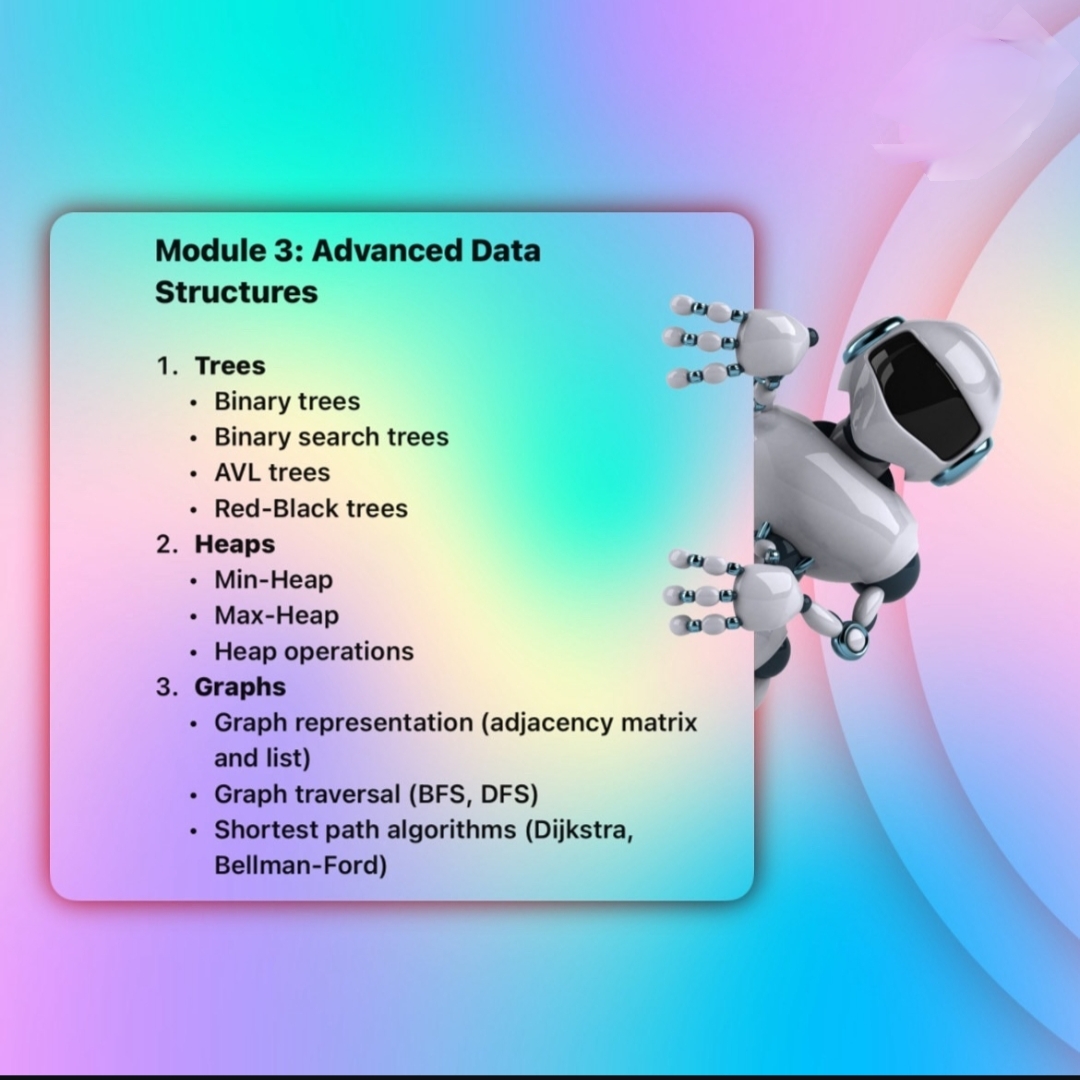 Module 3: Advanced Data
Structures
1. Trees
• Binary trees
• Binary search trees
• AVL trees
• Red-Black trees
2. Heaps
• Min-Heap
• Max-Heap
• Heap operations
3. Graphs
• Graph representation (adjacency matrix
and list)
• Graph traversal (BFS, DFS)
• Shortest path algorithms (Dijkstra,
Bellman-Ford)